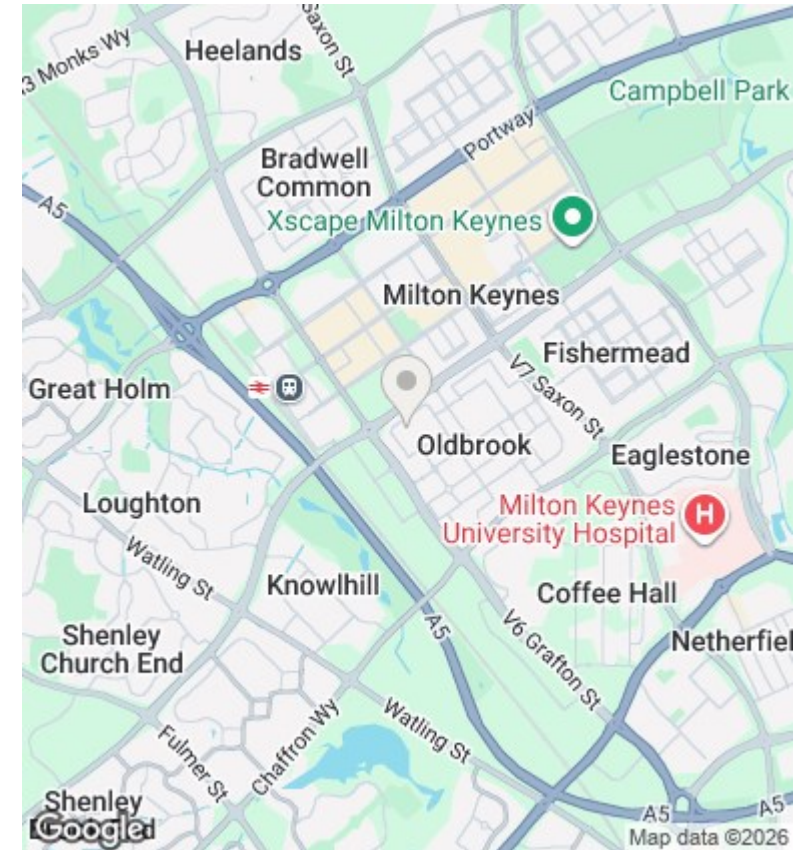 Heelands
Saxon St
3 Monks Wy
Campbell Park
Portway
Bradwell
Common
A5
Xscape Milton Keynes
Milton Keynes
Fishermead
V7 Saxon St
Great Holm
Oldbrook
Eaglestone
Loughton
Milton Keynes
University Hospital
H
Watling St
Knowlhill
Coffee Hall
A5
Netherfiel
Shenley
Church End
V6 Grafton St
Chaffron Wy
Watling St
Fulmer St
Shenley
End
A5
A5
Google
Map data ©2026